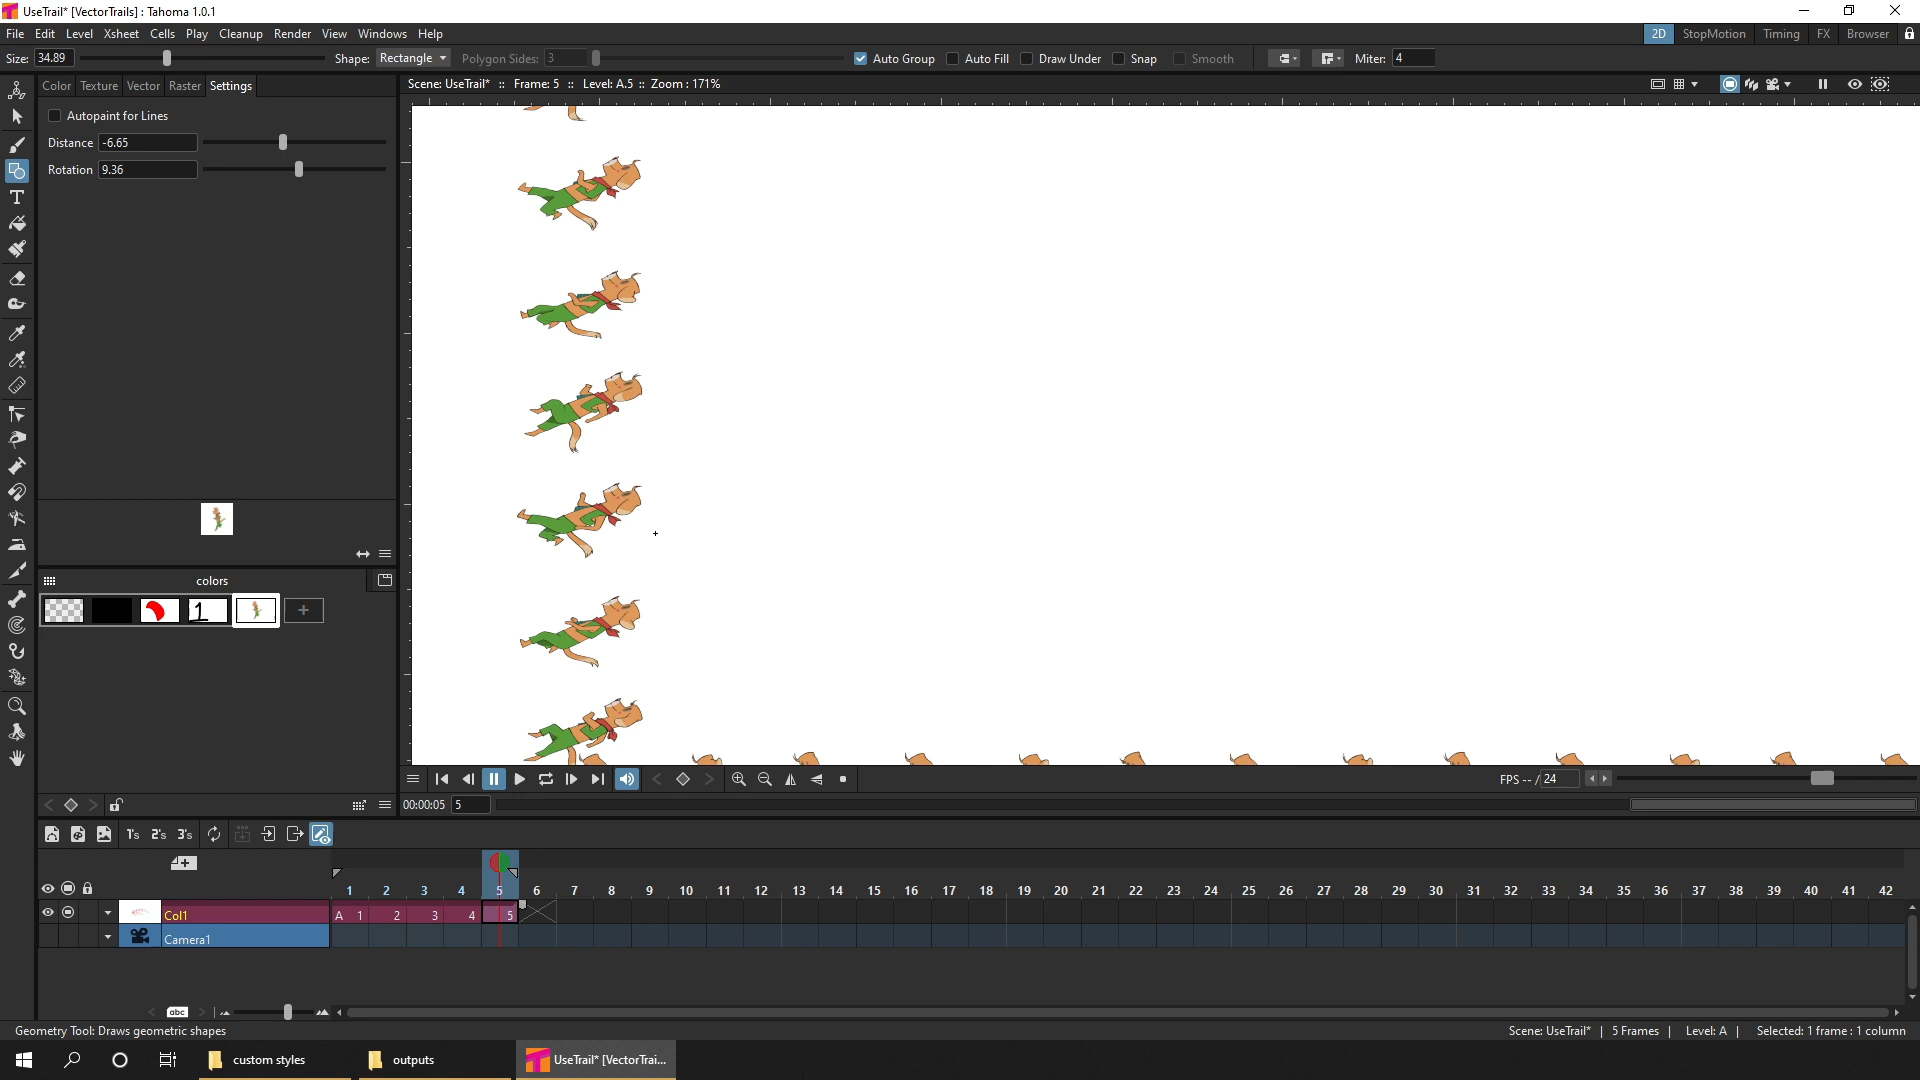 UseTrail* [VectorTrails] : Tahoma 1.0.1
File Edit Level Xsheet Cells Play Cleanup Render View Windows Help
2D StopMotion Timing FX Browser
Size: 34.89 Shape: Rectangle Polygon Sides: 3 Auto Group Auto Fill Draw Under Snap Smooth Miter: 4
Color Texture Vector Raster Settings
Scene: UseTrail* :: Frame: 5 :: Level: A.5 :: Zoom : 171%
Autopaint for Lines
Distance -6.65
Rotation 9.36
colors
1
+
FPS -- / 24
00:00:05 5
1's 2's 3's
1 2 3 4 5 6 7 8 9 10 11 12 13 14 15 16 17 18 19 20 21 22 23 24 25 26 27 28 29 30 31 32 33 34 35 36 37 38 39 40 41 42
Col1 A 1 2 3 4 5
Camera1
abc
Geometry Tool: Draws geometric shapes
Scene: UseTrail* | 5 Frames | Level: A | Selected: 1 frame : 1 column
custom styles
outputs
UseTrail* [VectorTrai...